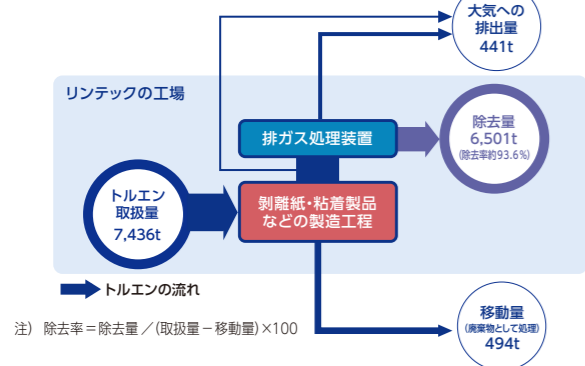 大気への
排出量
441t
リンテックの工場
排ガス処理装置
除去量
6,501t
(除去率約93.6%)
トルエン
取扱量
7,436t
剥離紙・粘着製品
などの製造工程
トルエンの流れ
移動量
(廃棄物として処理)
494t
注) 除去率=除去量/(取扱量-移動量)×100